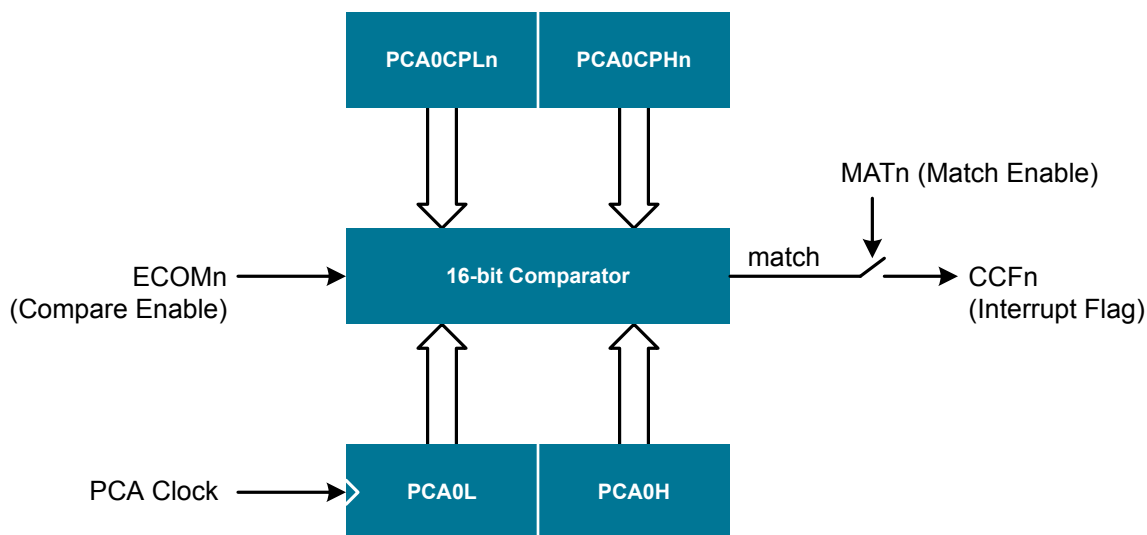 PCA0CPLn PCA0CPHn
MATn (Match Enable)
ECOMn
(Compare Enable)
16-bit Comparator
match
CCFn
(Interrupt Flag)
PCA Clock
PCA0L PCA0H